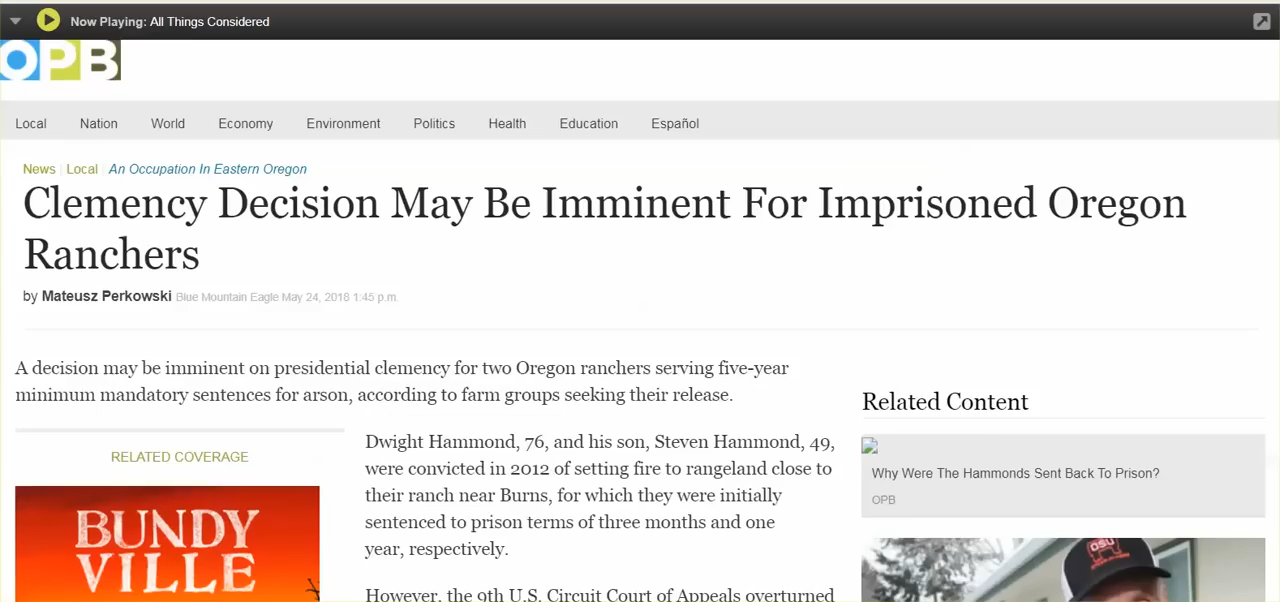 Now Playing: All Things Considered
OPB
Local Nation World Economy Environment Politics Health Education Español
News Local An Occupation In Eastern Oregon
Clemency Decision May Be Imminent For Imprisoned Oregon
Ranchers
by Mateusz Perkowski Blue Mountain Eagle May 24, 2018 1:45 p.m.
A decision may be imminent on presidential clemency for two Oregon ranchers serving five-year
minimum mandatory sentences for arson, according to farm groups seeking their release.
RELATED COVERAGE
BUNDY
VILLE
Dwight Hammond, 76, and his son, Steven Hammond, 49,
were convicted in 2012 of setting fire to rangeland close to
their ranch near Burns, for which they were initially
sentenced to prison terms of three months and one
year, respectively.
However, the 9th U.S. Circuit Court of Appeals overturned
Related Content
Why Were The Hammonds Sent Back To Prison?
OPB
OSU